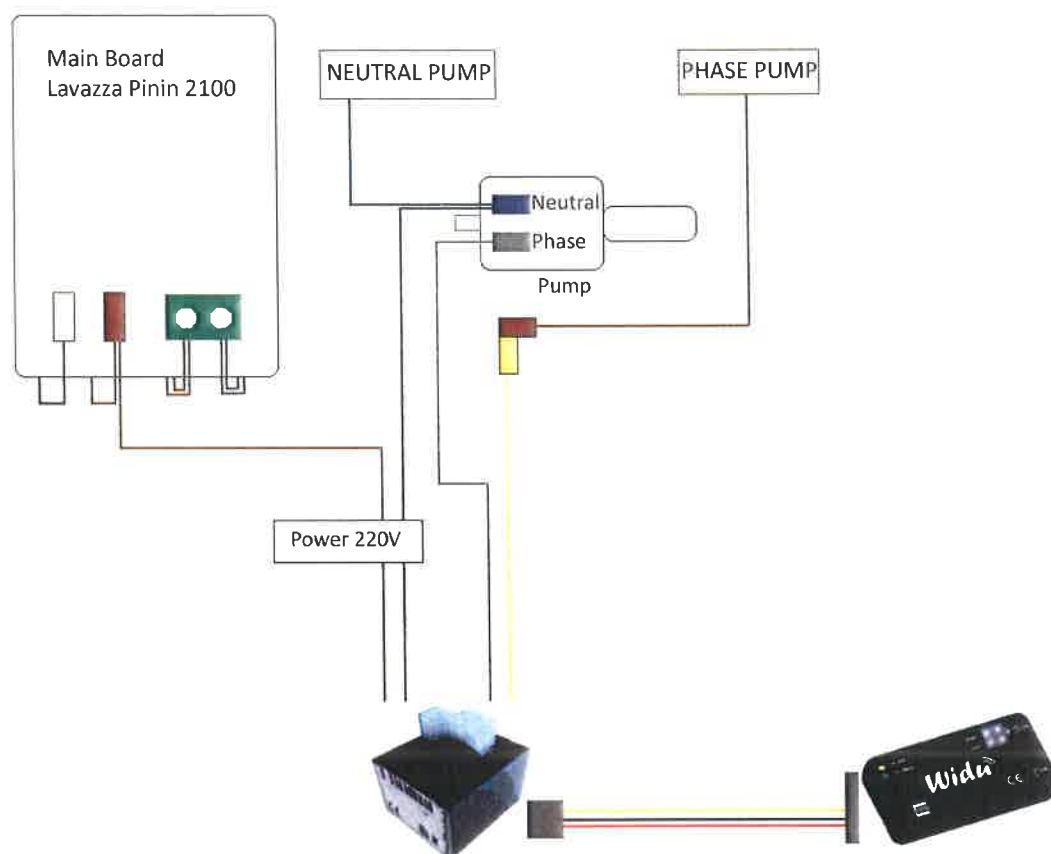 Main Board
Lavazza Pinin 2100
NEUTRAL PUMP
PHASE PUMP
Neutral
Phase
Pump
Power 220V
Widu
CE